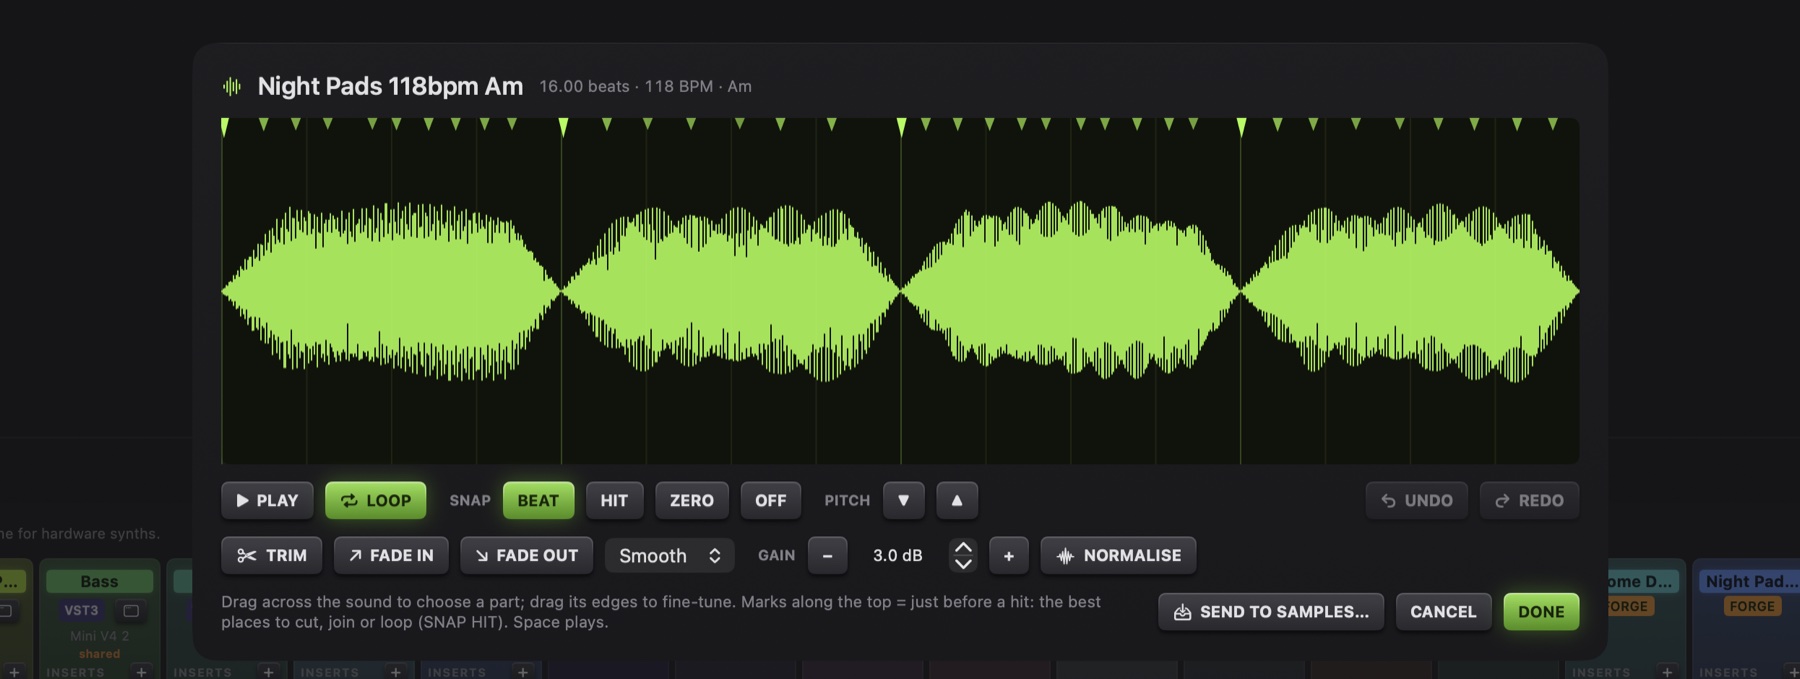 Night Pads 118bpm Am 16.00 beats · 118 BPM · Am
PLAY LOOP SNAP BEAT HIT ZERO OFF PITCH UNDO REDO
TRIM FADE IN FADE OUT Smooth GAIN − 3.0 dB + NORMALISE
Drag across the sound to choose a part; drag its edges to fine-tune. Marks along the top = just before a hit: the best
places to cut, join or loop (SNAP HIT). Space plays.
SEND TO SAMPLES... CANCEL DONE
for hardware synths.
Bass
VST3
Mini V4 2
shared
INSERTS +
INSERTS +
INSERTS +
INSERTS +
ome D...
FORGE
INSERTS +
Night Pad...
FORGE
INSERTS +